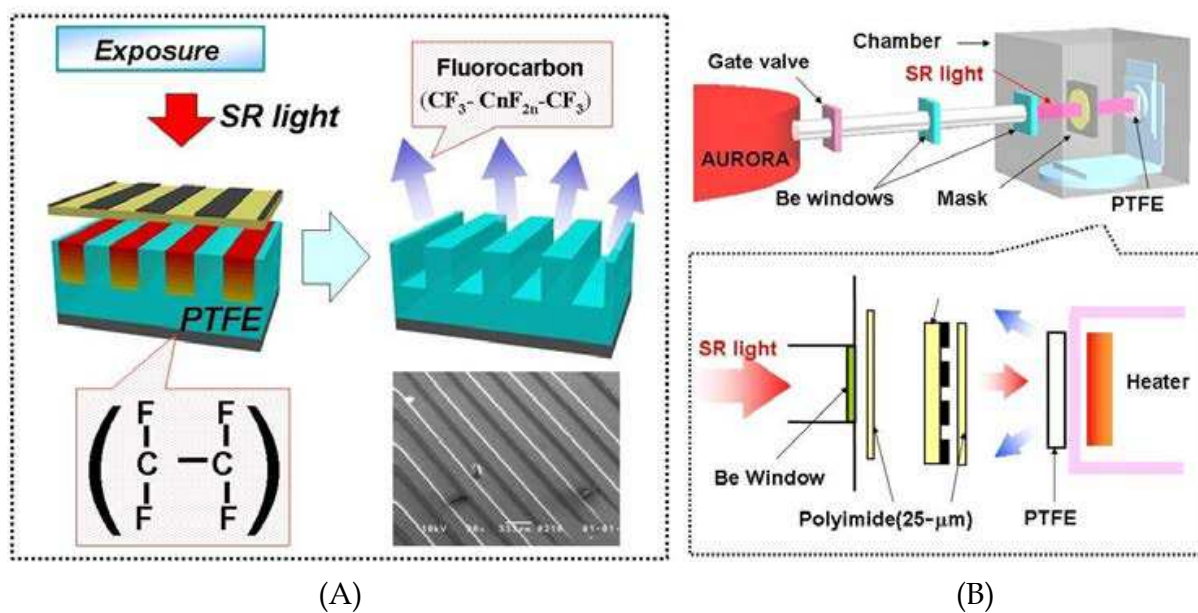 Exposure
SR light
Fluorocarbon
(CF3- CnF2n-CF3)
PTFE
F F
C – C
F F
(A)
Gate valve
Chamber
SR light
AURORA
Be windows
Mask
PTFE
SR light
Heater
Be Window
Polyimide(25-μm)
PTFE
(B)